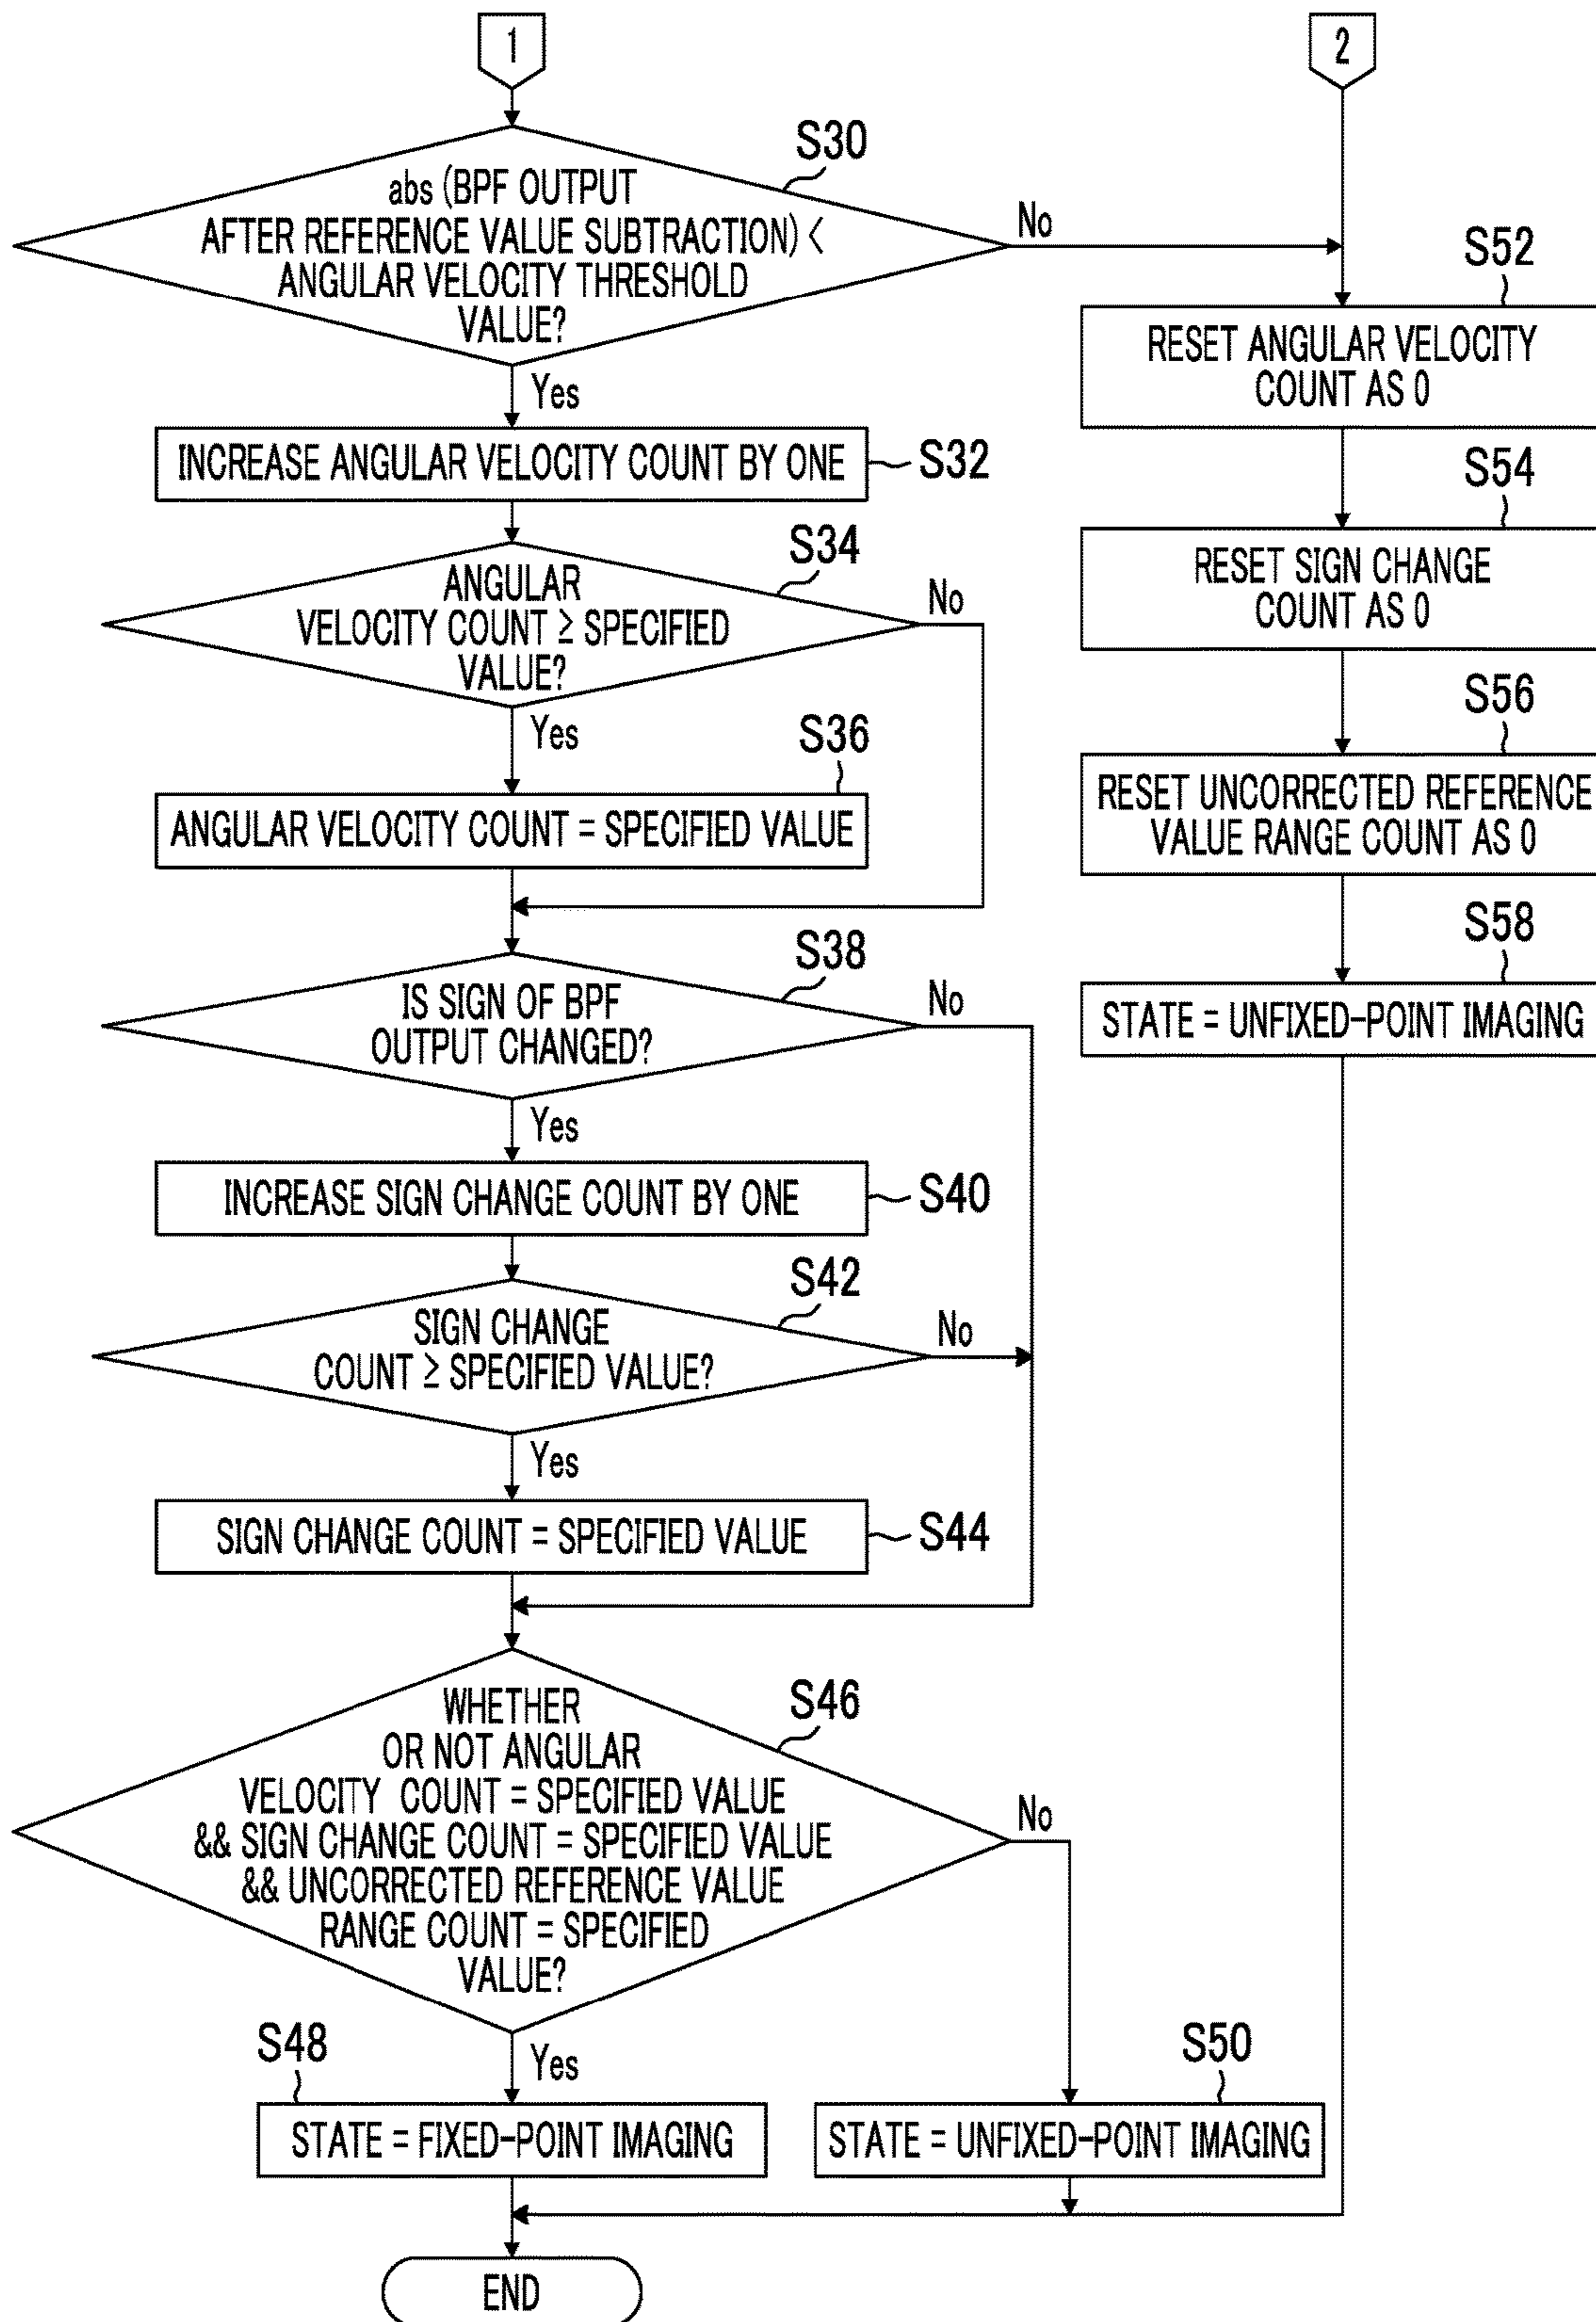 1
2
S30
abs (BPF OUTPUT
AFTER REFERENCE VALUE SUBTRACTION) <
ANGULAR VELOCITY THRESHOLD
VALUE?
No
Yes
INCREASE ANGULAR VELOCITY COUNT BY ONE
S32
S34
ANGULAR
VELOCITY COUNT ≥ SPECIFIED
VALUE?
No
Yes
S36
ANGULAR VELOCITY COUNT = SPECIFIED VALUE
S38
IS SIGN OF BPF
OUTPUT CHANGED?
No
Yes
INCREASE SIGN CHANGE COUNT BY ONE
S40
S42
SIGN CHANGE
COUNT ≥ SPECIFIED VALUE?
No
Yes
SIGN CHANGE COUNT = SPECIFIED VALUE
S44
S46
WHETHER
OR NOT ANGULAR
VELOCITY COUNT = SPECIFIED VALUE
&& SIGN CHANGE COUNT = SPECIFIED VALUE
&& UNCORRECTED REFERENCE VALUE
RANGE COUNT = SPECIFIED
VALUE?
No
Yes
S48
STATE = FIXED-POINT IMAGING
S50
STATE = UNFIXED-POINT IMAGING
S52
RESET ANGULAR VELOCITY
COUNT AS 0
S54
RESET SIGN CHANGE
COUNT AS 0
S56
RESET UNCORRECTED REFERENCE
VALUE RANGE COUNT AS 0
S58
STATE = UNFIXED-POINT IMAGING
END